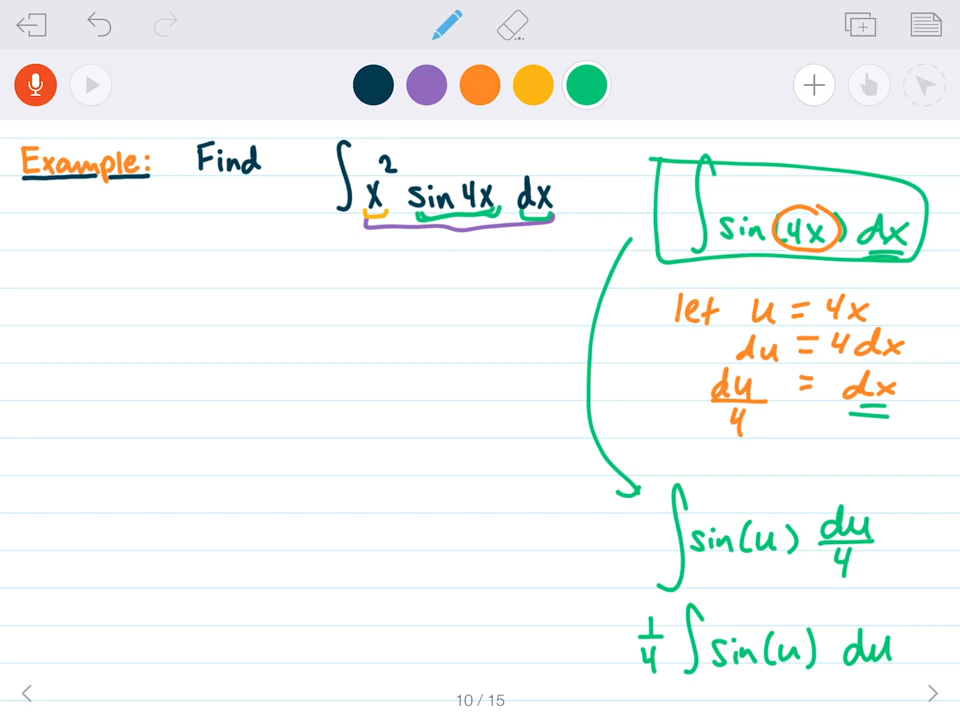 Example: Find ∫ x² sin 4x dx
∫ sin(4x) dx
let u = 4x
du = 4dx
du/4 = dx
∫ sin(u) du/4
1/4 ∫ sin(u) du
10 / 15